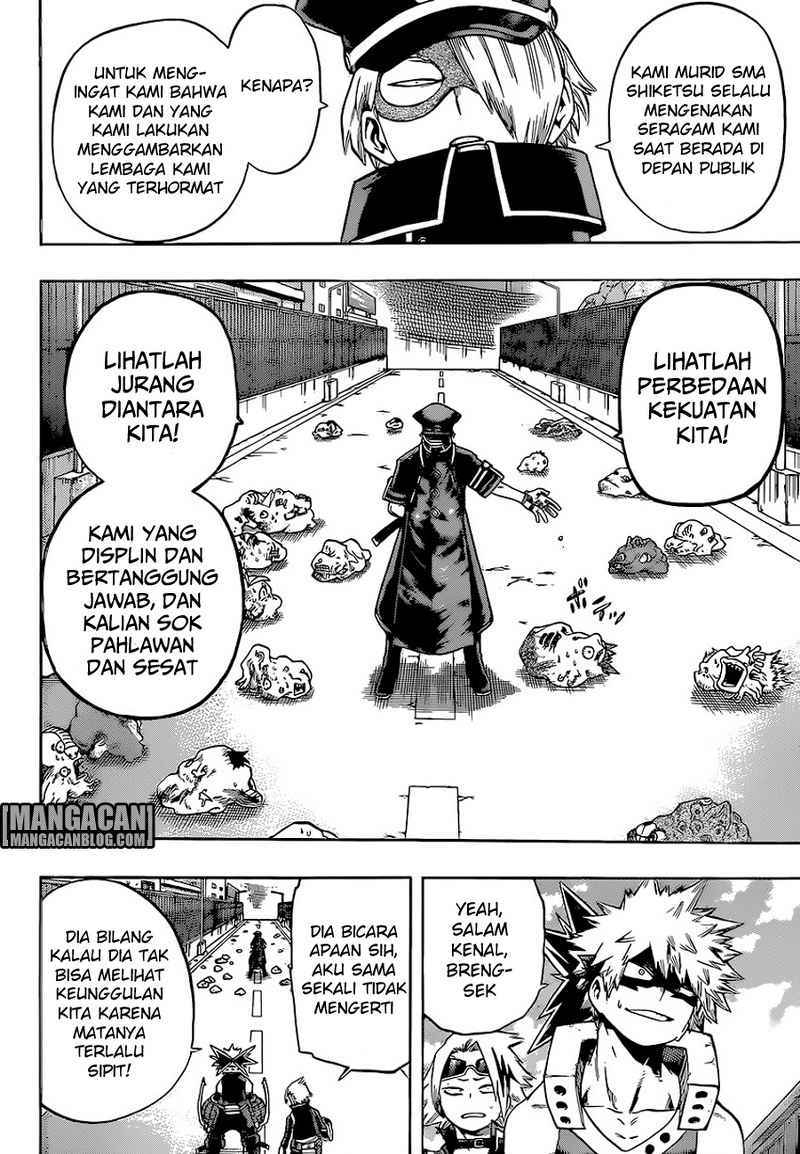 KAMI MURID SMA
SHIKETSU SELALU
MENGENAKAN
SERAGAM KAMI
SAAT BERADA DI
DEPAN PUBLIK
KENAPA?
UNTUK MENG-
INGAT KAMI BAHWA
KAMI DAN YANG
KAMI LAKUKAN
MENGGAMBARKAN
LEMBAGA KAMI
YANG TERHORMAT
LIHATLAH
PERBEDAAN
KEKUATAN
KITA!
LIHATLAH
JURANG
DIANTARA
KITA!
KAMI YANG
DISPLIN DAN
BERTANGGUNG
JAWAB, DAN
KALIAN SOK
PAHLAWAN
DAN SESAT
MANGACAN
MANGACANBLOG.COM
YEAH,
SALAM
KENAL,
BRENG-
SEK
DIA BICARA
APAAN SIH,
AKU SAMA
SEKALI TIDAK
MENGERTI
DIA BILANG
KALAU DIA TAK
BISA MELIHAT
KEUNGGULAN
KITA KARENA
MATANYA
TERLALU
SIPIT!